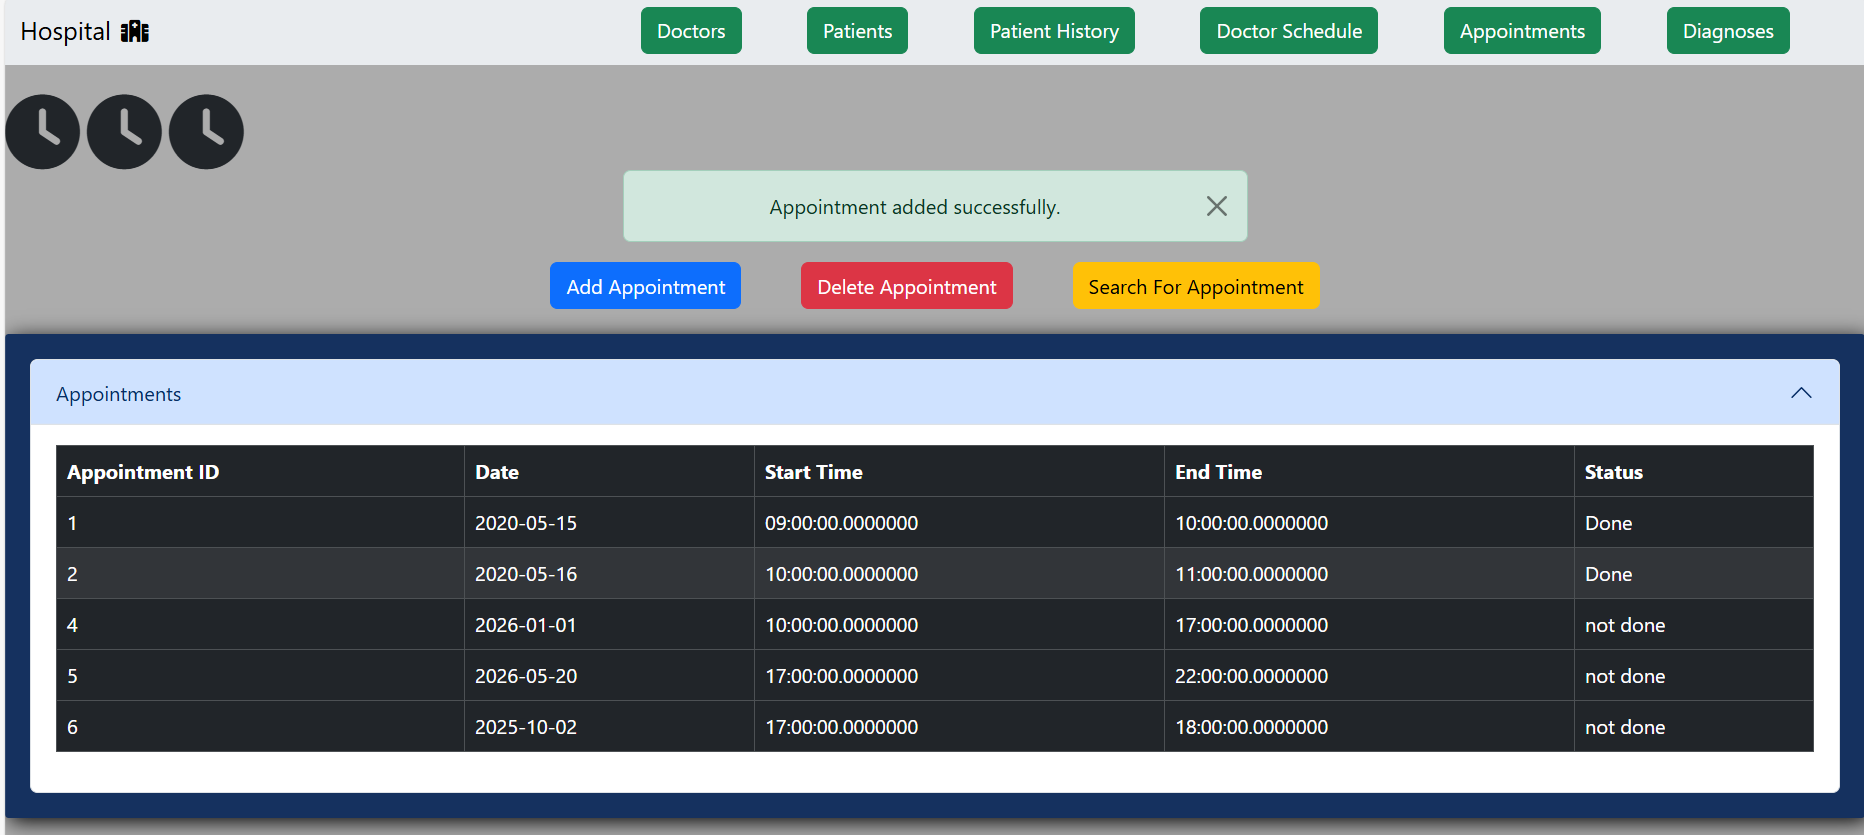 Hospital
Doctors
Patients
Patient History
Doctor Schedule
Appointments
Diagnoses
Appointment added successfully.
Add Appointment
Delete Appointment
Search For Appointment
Appointments
Appointment ID Date Start Time End Time Status
1 2020-05-15 09:00:00.0000000 10:00:00.0000000 Done
2 2020-05-16 10:00:00.0000000 11:00:00.0000000 Done
4 2026-01-01 10:00:00.0000000 17:00:00.0000000 not done
5 2026-05-20 17:00:00.0000000 22:00:00.0000000 not done
6 2025-10-02 17:00:00.0000000 18:00:00.0000000 not done